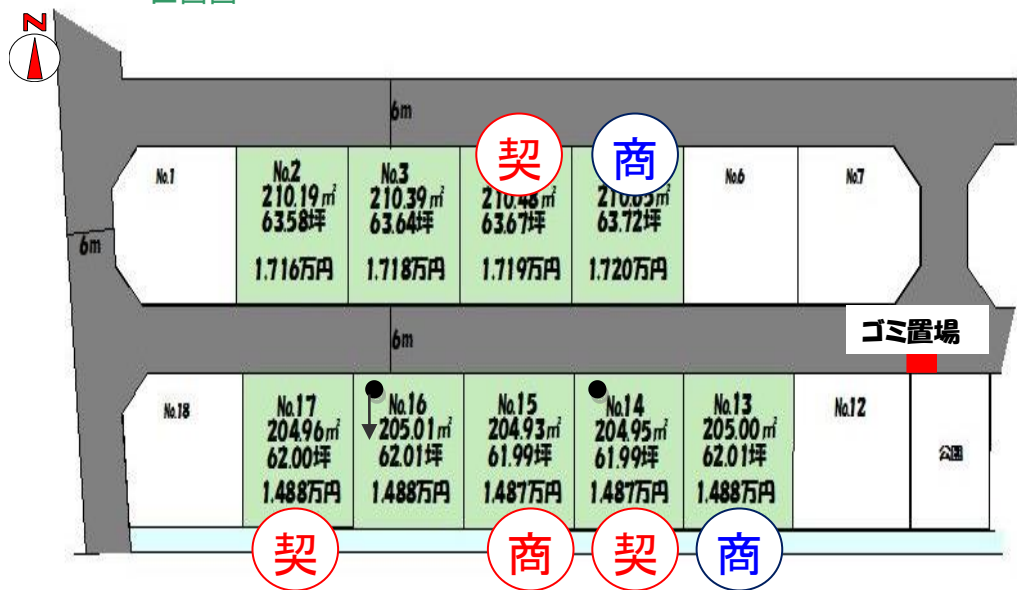 N
6m
契
商
No.1
No.2
210.19㎡
63.58坪
1.716万円
No.3
210.39㎡
63.64坪
1.718万円
210.48㎡
63.67坪
1.719万円
63.72坪
1.720万円
No.6
No.7
6m
6m
ゴミ置場
No.18
No.17
204.96㎡
62.00坪
1.488万円
No.16
205.01㎡
62.01坪
1.488万円
No.15
204.93㎡
61.99坪
1.487万円
No.14
204.95㎡
61.99坪
1.487万円
No.13
205.00㎡
62.01坪
1.488万円
No.12
公園
契
商
契
商